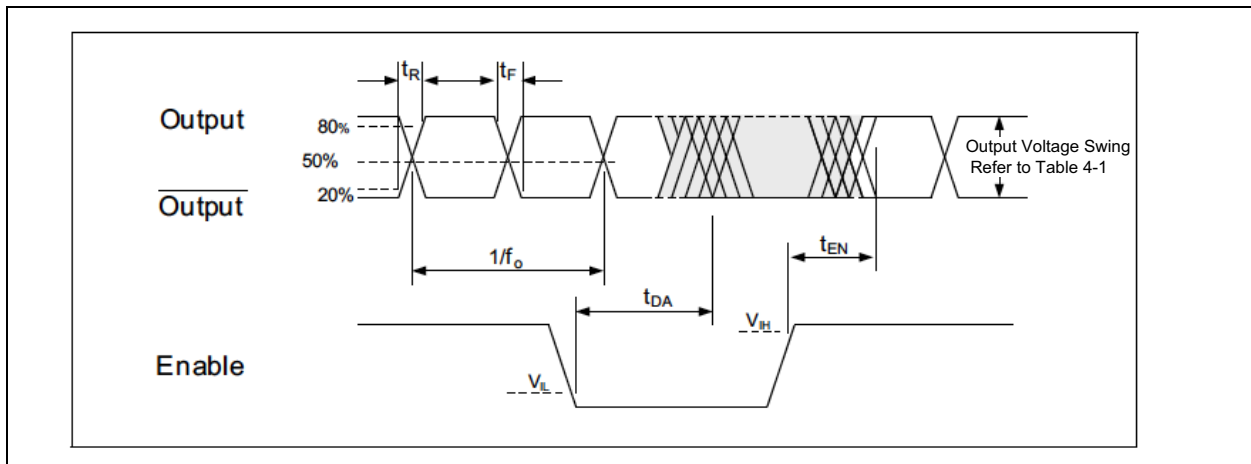 tR
tF
Output
80%
50%
20%
Output
Output Voltage Swing
Refer to Table 4-1
1/fo
tEN
tDA
VIH
Enable
VIL